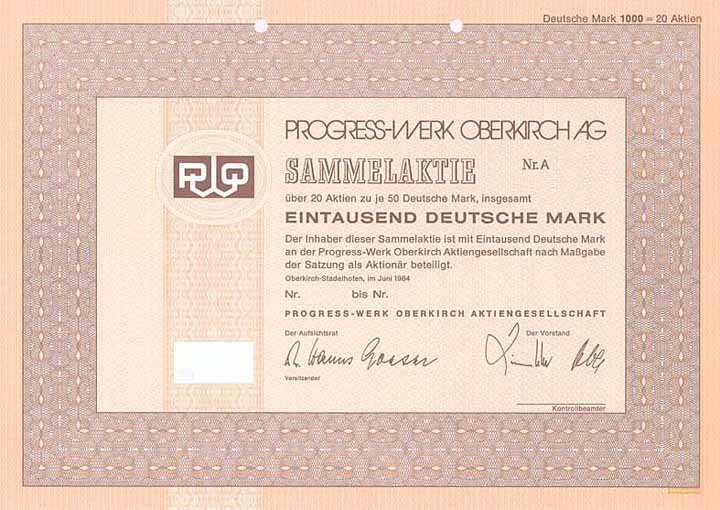 Deutsche Mark 1000 = 20 Aktien
PROGRESS-WERK OBERKIRCH AG
SAMMELAKTIE Nr. A
über 20 Aktien zu je 50 Deutsche Mark, insgesamt
EINTAUSEND DEUTSCHE MARK
Der Inhaber dieser Sammelaktie ist mit Eintausend Deutsche Mark
an der Progress-Werk Oberkirch Aktiengesellschaft nach Maßgabe
der Satzung als Aktionär beteiligt.
Oberkirch-Stadelhofen, im Juni 1984
Nr. bis Nr.
PROGRESS-WERK OBERKIRCH AKTIENGESELLSCHAFT
Der Aufsichtsrat Der Vorstand
Vorsitzender
Kontrollbeamter